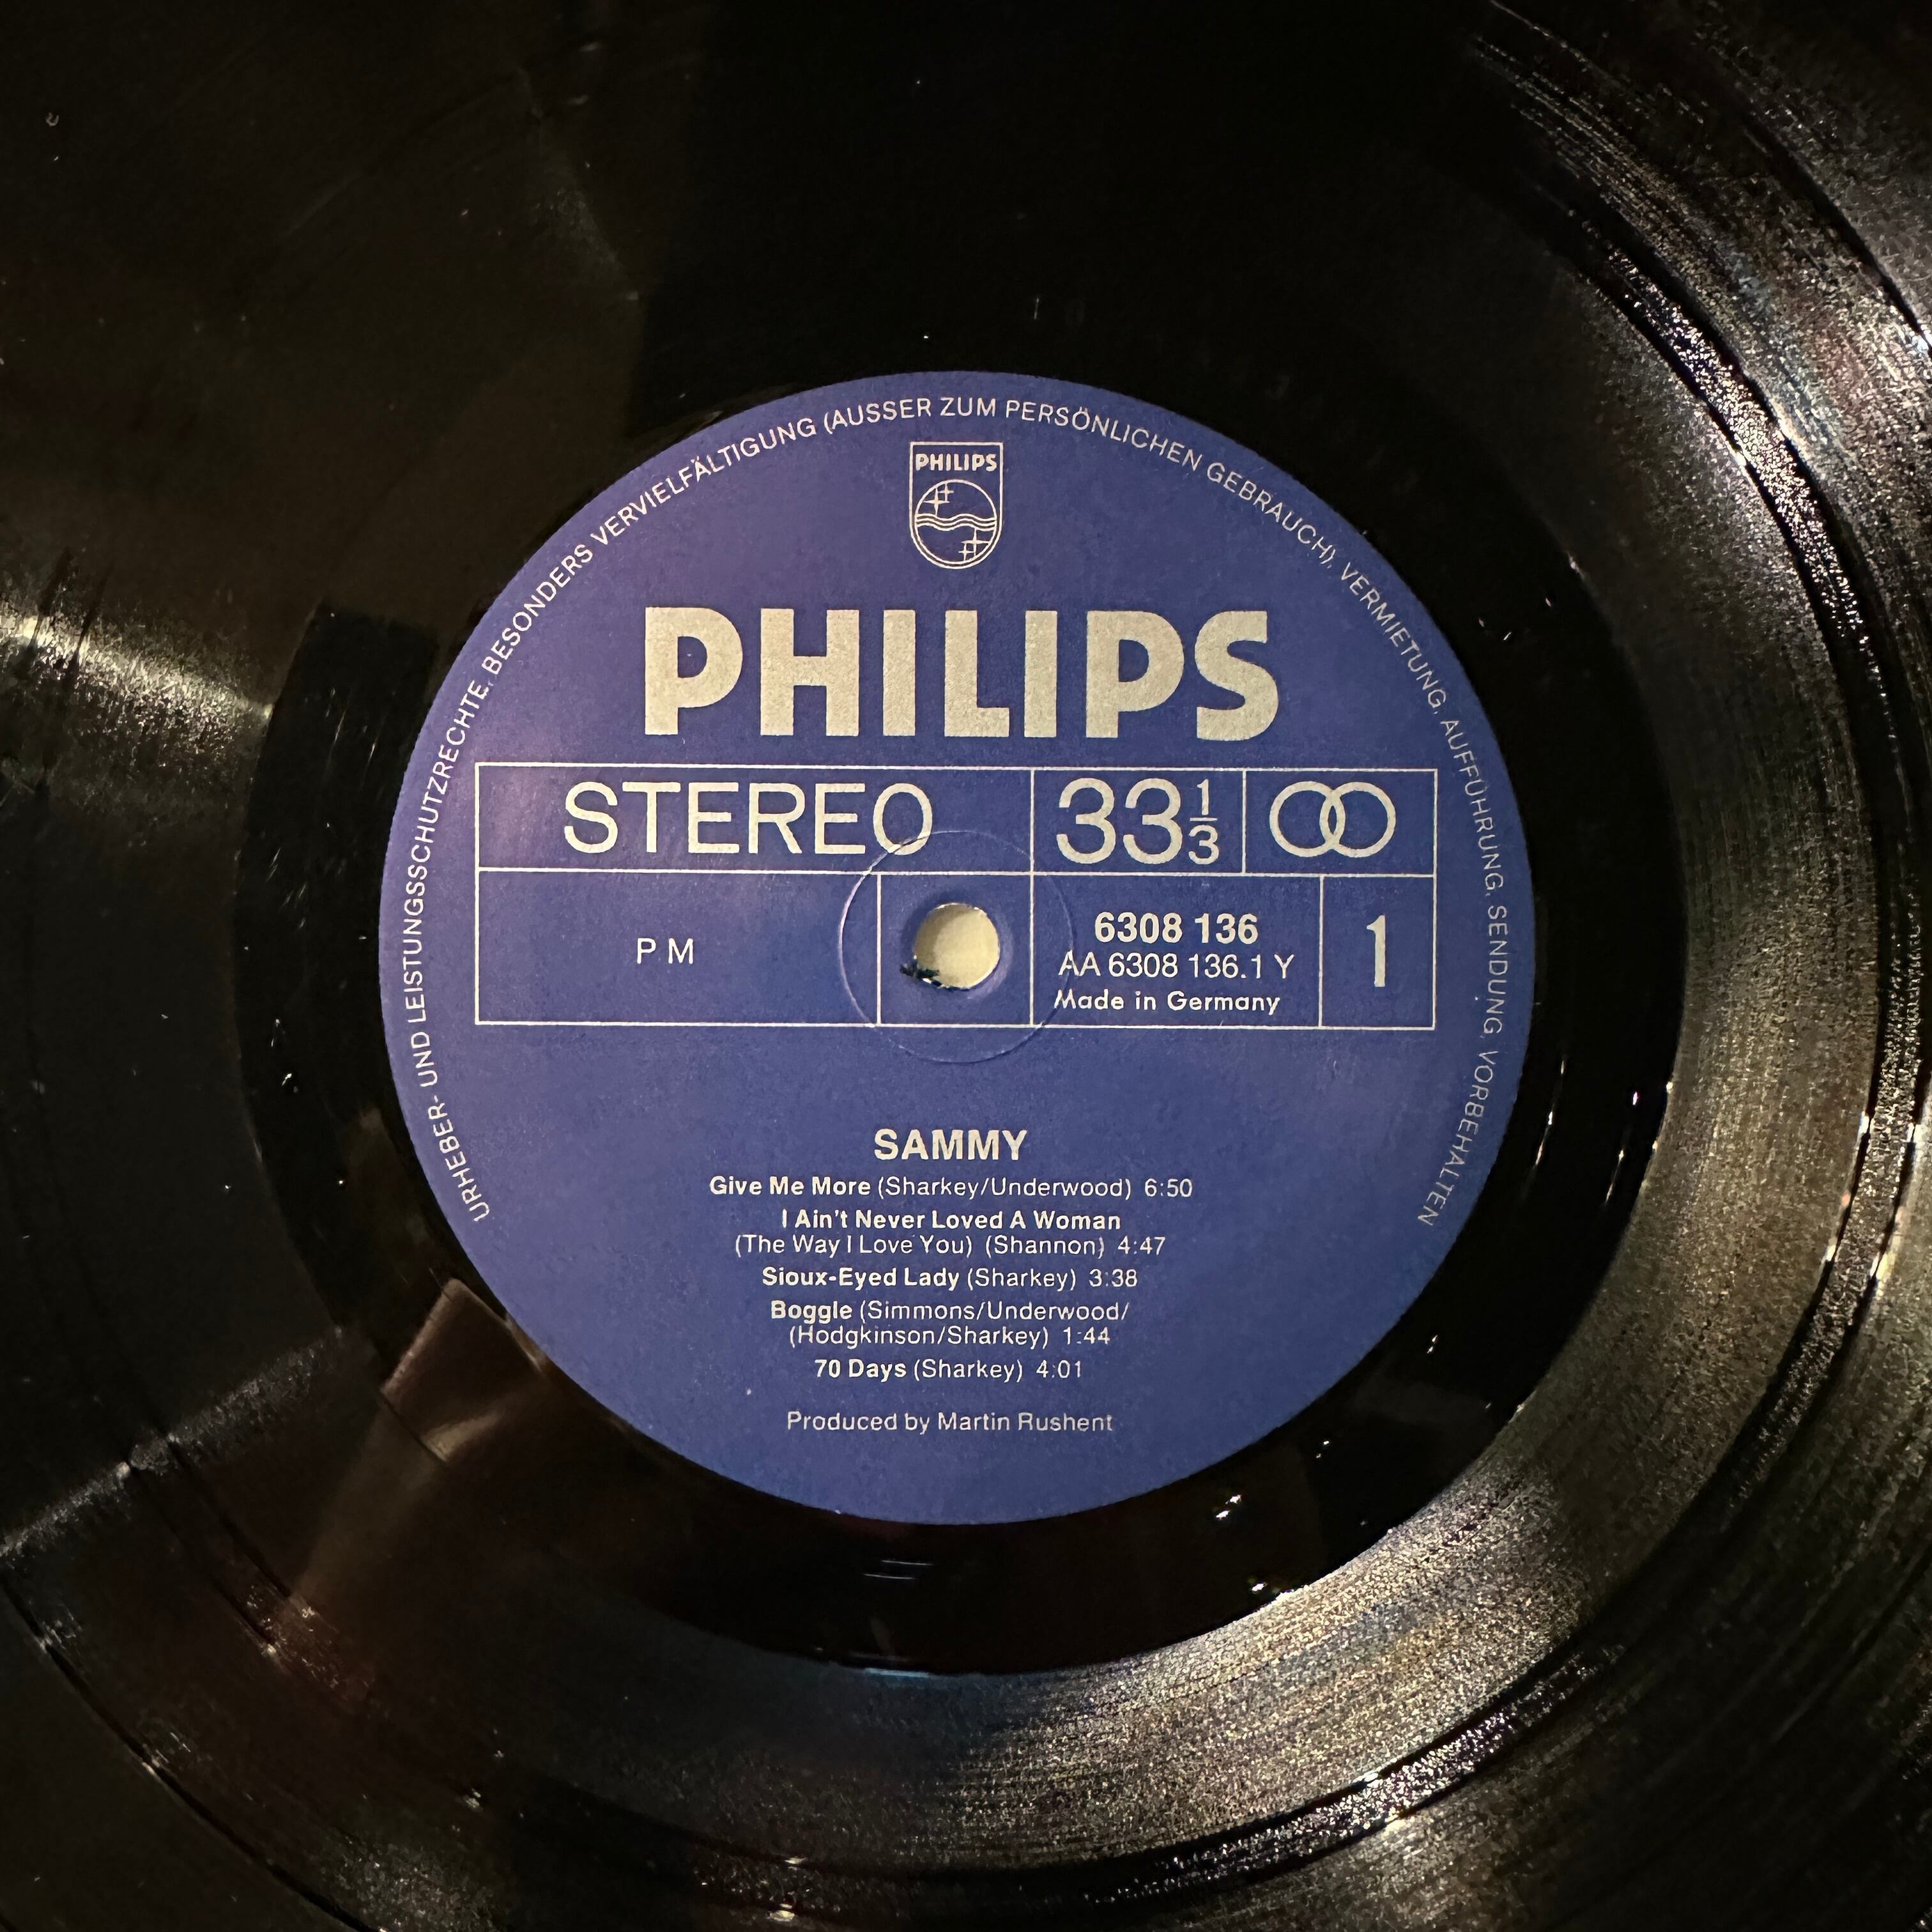 URHEBER- UND LEISTUNGSSCHUTZRECHTE, BESONDERS VERVIELFÄLTIGUNG (AUSSER ZUM PERSÖNLICHEN GEBRAUCH), VERMIETUNG, AUFFÜHRUNG, SENDUNG, VORBEHALTEN
PHILIPS
PHILIPS
STEREO 33 1/3
PM
6308 136
AA 6308 136.1 Y
Made in Germany
1
SAMMY
Give Me More (Sharkey/Underwood) 6:50
I Ain't Never Loved A Woman
(The Way I Love You) (Shannon) 4:47
Sioux-Eyed Lady (Sharkey) 3:38
Boggle (Simmons/Underwood/
(Hodgkinson/Sharkey) 1:44
70 Days (Sharkey) 4:01
Produced by Martin Rushent